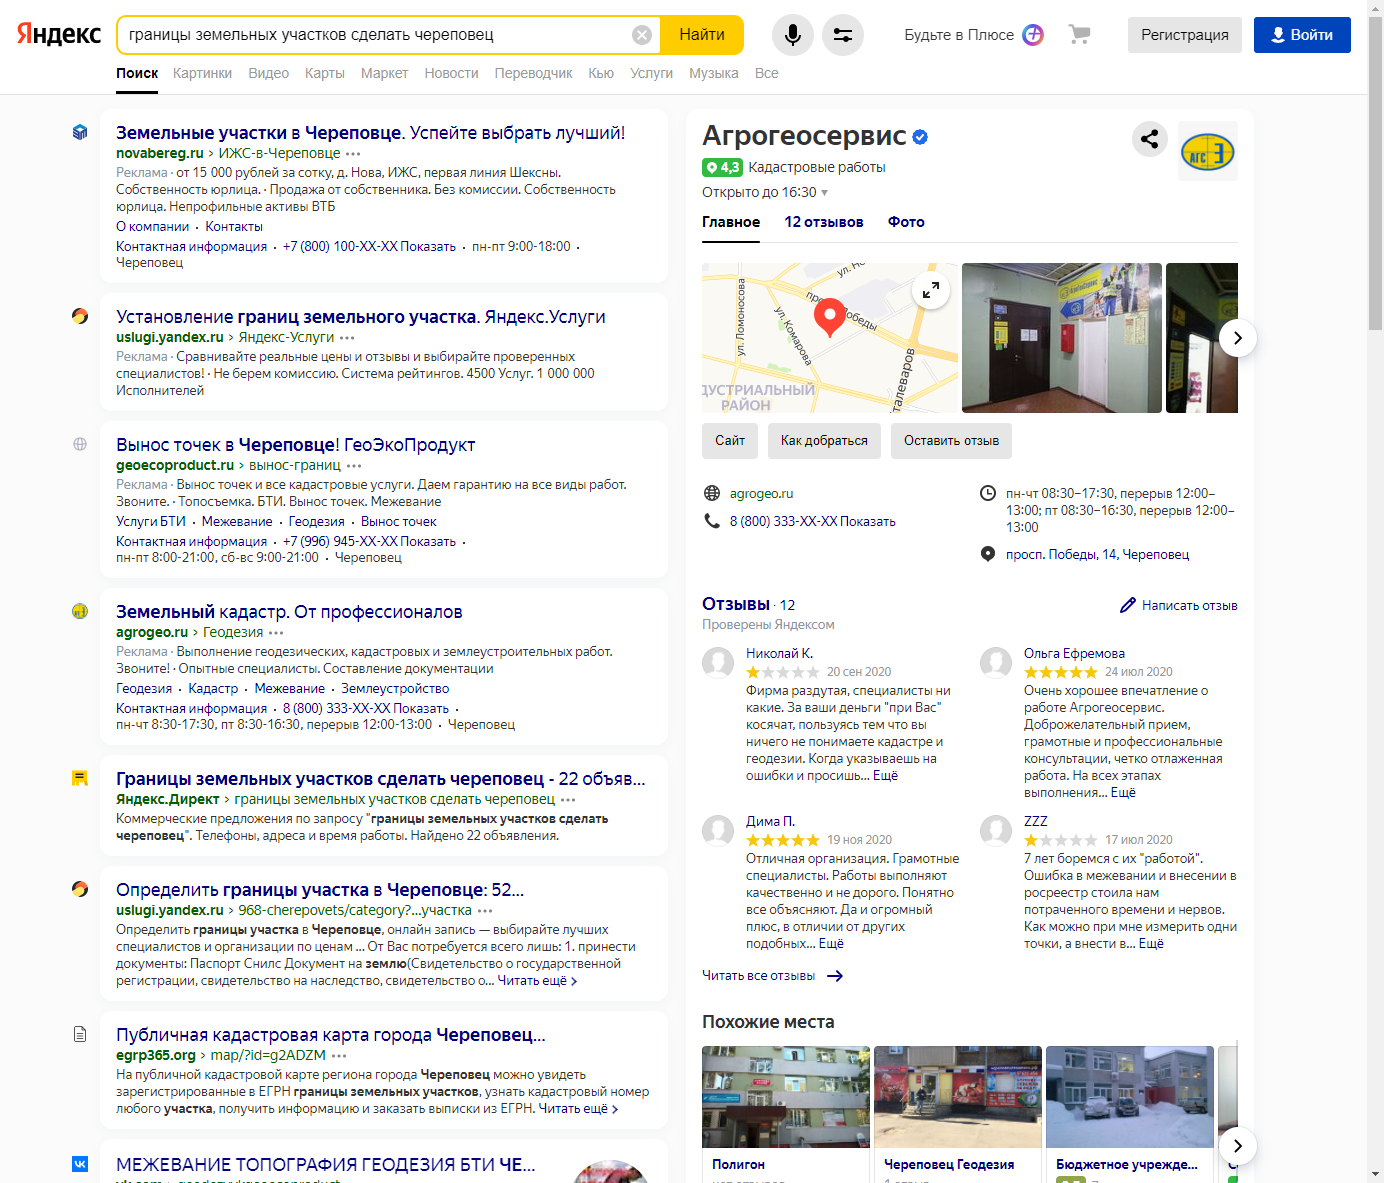 Яндекс
границы земельных участков сделать череповец
Найти
Будьте в Плюсе
Регистрация
Войти
Поиск Картинки Видео Карты Маркет Новости Переводчик Кью Услуги Музыка Все
Земельные участки в Череповце. Успейте выбрать лучший!
novabereg.ru › ИЖС-в-Череповце
Реклама · от 15 000 рублей за сотку, д. Нова, ИЖС, первая линия Шексны.
Собственность юрлица. · Продажа от собственника. Без комиссии. Собственность
юрлица. Непрофильные активы ВТБ
О компании · Контакты
Контактная информация · +7 (800) 100-XX-XX Показать · пн-пт 9:00-18:00 ·
Череповец
Установление границ земельного участка. Яндекс.Услуги
uslugi.yandex.ru › Яндекс-Услуги
Реклама · Сравнивайте реальные цены и отзывы и выбирайте проверенных
специалистов! · Не берем комиссию. Система рейтингов. 4500 Услуг. 1 000 000
Исполнителей
Вынос точек в Череповце! ГеоЭкоПродукт
geoecoproduct.ru › вынос-границ
Реклама · Вынос точек и все кадастровые услуги. Даем гарантию на все виды работ.
Звоните. · Топосъемка. БТИ. Вынос точек. Межевание
Услуги БТИ · Межевание · Геодезия · Вынос точек
Контактная информация · +7 (996) 945-XX-XX Показать ·
пн-пт 8:00-21:00, сб-вс 9:00-21:00 · Череповец
Земельный кадастр. От профессионалов
agrogeo.ru › Геодезия
Реклама · Выполнение геодезических, кадастровых и землеустроительных работ.
Звоните! · Опытные специалисты. Составление документации
Геодезия · Кадастр · Межевание · Землеустройство
Контактная информация · 8 (800) 333-XX-XX Показать ·
пн-чт 8:30-17:30, пт 8:30-16:30, перерыв 12:00-13:00 · Череповец
Границы земельных участков сделать череповец - 22 объяв...
Яндекс.Директ › границы земельных участков сделать череповец
Коммерческие предложения по запросу "границы земельных участков сделать
череповец". Телефоны, адреса и время работы. Найдено 22 объявления.
Определить границы участка в Череповце: 52...
uslugi.yandex.ru › 968-cherepovets/category?...участка
Определить границы участка в Череповце, онлайн запись — выбирайте лучших
специалистов и организации по ценам ... От Вас потребуется всего лишь: 1. принести
документы: Паспорт Снилс Документ на землю(Свидетельство о государственной
регистрации, свидетельство на наследство, свидетельство о... Читать ещё ›
Публичная кадастровая карта города Череповец...
egrp365.org › map/?id=g2ADZM
На публичной кадастровой карте региона города Череповец можно увидеть
зарегистрированные в ЕГРН границы земельных участков, узнать кадастровый номер
любого участка, получить информацию и заказать выписки из ЕГРН. Читать ещё ›
МЕЖЕВАНИЕ ТОПОГРАФИЯ ГЕОДЕЗИЯ БТИ ЧЕ...
Агрогеосервис
АГС
4,3 Кадастровые работы
Открыто до 16:30
Главное 12 отзывов Фото
ул. Ломоносова
ул. Комарова
просп. Победы
Сталеваров
ДУСТРИАЛЬНЫЙ
РАЙОН
Сайт Как добраться Оставить отзыв
agrogeo.ru
8 (800) 333-XX-XX Показать
пн-чт 08:30–17:30, перерыв 12:00–
13:00; пт 08:30–16:30, перерыв 12:00–
13:00
просп. Победы, 14, Череповец
Отзывы · 12
Написать отзыв
Проверены Яндексом
Николай К.
20 сен 2020
Фирма раздутая, специалисты ни
какие. За ваши деньги "при Вас"
косячат, пользуясь тем что вы
ничего не понимаете кадастре и
геодезии. Когда указываешь на
ошибки и просишь... Ещё
Ольга Ефремова
24 июл 2020
Очень хорошее впечатление о
работе Агрогеосервис.
Доброжелательный прием,
грамотные и профессиональные
консультации, четко отлаженная
работа. На всех этапах
выполнения... Ещё
Дима П.
19 ноя 2020
Отличная организация. Грамотные
специалисты. Работы выполняют
качественно и не дорого. Понятно
все объясняют. Да и огромный
плюс, в отличии от других
подобных... Ещё
ZZZ
17 июл 2020
7 лет боремся с их "работой".
Ошибка в межевании и внесении в
росреестр стоила нам
потраченного времени и нервов.
Как можно при мне измерить одни
точки, а внести в... Ещё
Читать все отзывы
Похожие места
Полигон
Череповец Геодезия
Бюджетное учрежде...